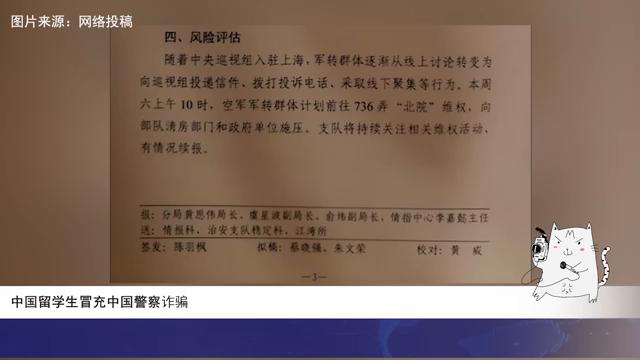 图片来源：网络投稿
四、风险评估
随着中央巡视组入驻上海，军转群体逐渐从线上讨论转变为
向巡视组投递信件、拨打投诉电话、采取线下聚集等行为。本周
六上午10时，空军军转群体计划前往736弄“北院”维权，向
部队清房部门和政府单位施压。支队将持续关注相关维权活动，
有情况续报。
报：分局黄恩伟局长、虞星波副局长、俞炜副局长、情指中心李嘉懿主任
送：情报科、治安支队稳定科、江湾所
签发：陈羽枫 拟稿：蔡晓强、朱文荣 校对：黄威
—3—
中国留学生冒充中国警察诈骗